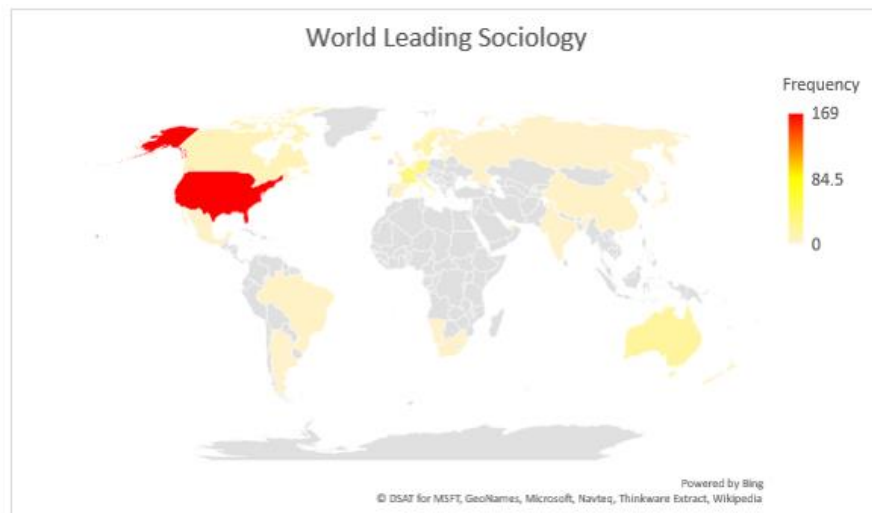 World Leading Sociology
Frequency
169
84.5
0
Powered by Bing
© DSAT for MSFT, GeoNames, Microsoft, Navteq, Thinkware Extract, Wikipedia